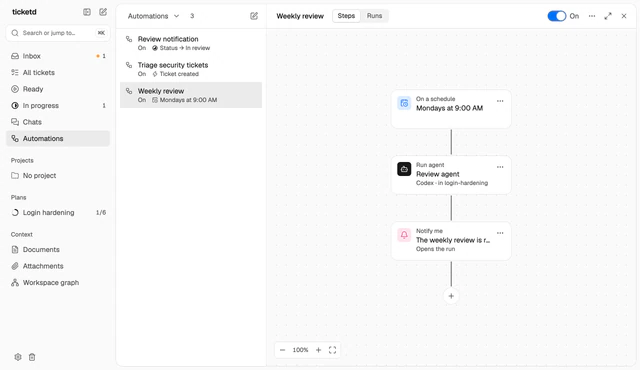 ticketd
Search or jump to...
⌘K
Inbox
1
All tickets
Ready
In progress
1
Chats
Automations
Projects
No project
Plans
Login hardening
1/6
Context
Documents
Attachments
Workspace graph
Automations
3
Review notification
On Status → In review
Triage security tickets
On Ticket created
Weekly review
On Mondays at 9:00 AM
Weekly review
Steps
Runs
On
On a schedule
Mondays at 9:00 AM
Run agent
Review agent
Codex · in login-hardening
Notify me
The weekly review is r...
Opens the run
100%